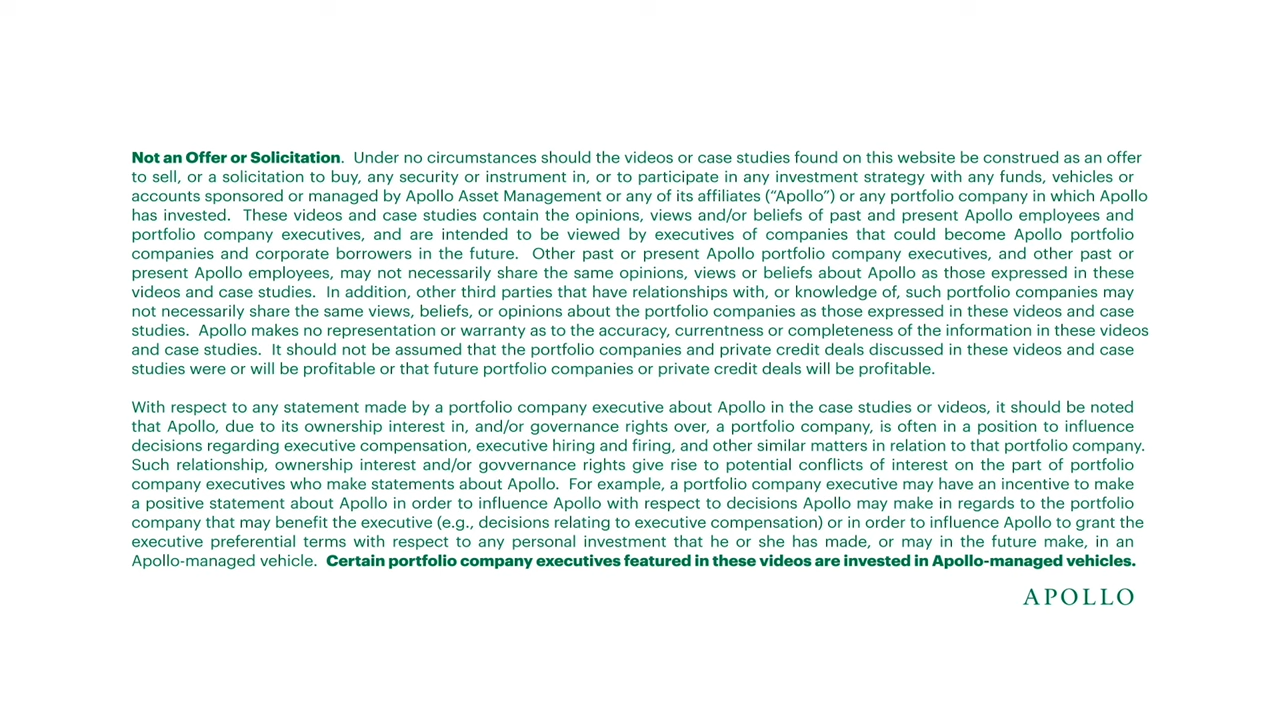 Not an Offer or Solicitation. Under no circumstances should the videos or case studies found on this website be construed as an offer
to sell, or a solicitation to buy, any security or instrument in, or to participate in any investment strategy with any funds, vehicles or
accounts sponsored or managed by Apollo Asset Management or any of its affiliates (“Apollo”) or any portfolio company in which Apollo
has invested. These videos and case studies contain the opinions, views and/or beliefs of past and present Apollo employees and
portfolio company executives, and are intended to be viewed by executives of companies that could become Apollo portfolio
companies and corporate borrowers in the future. Other past or present Apollo portfolio company executives, and other past or
present Apollo employees, may not necessarily share the same opinions, views or beliefs about Apollo as those expressed in these
videos and case studies. In addition, other third parties that have relationships with, or knowledge of, such portfolio companies may
not necessarily share the same views, beliefs, or opinions about the portfolio companies as those expressed in these videos and case
studies. Apollo makes no representation or warranty as to the accuracy, currentness or completeness of the information in these videos
and case studies. It should not be assumed that the portfolio companies and private credit deals discussed in these videos and case
studies were or will be profitable or that future portfolio companies or private credit deals will be profitable.
With respect to any statement made by a portfolio company executive about Apollo in the case studies or videos, it should be noted
that Apollo, due to its ownership interest in, and/or governance rights over, a portfolio company, is often in a position to influence
decisions regarding executive compensation, executive hiring and firing, and other similar matters in relation to that portfolio company.
Such relationship, ownership interest and/or govvernance rights give rise to potential conflicts of interest on the part of portfolio
company executives who make statements about Apollo. For example, a portfolio company executive may have an incentive to make
a positive statement about Apollo in order to influence Apollo with respect to decisions Apollo may make in regards to the portfolio
company that may benefit the executive (e.g., decisions relating to executive compensation) or in order to influence Apollo to grant the
executive preferential terms with respect to any personal investment that he or she has made, or may in the future make, in an
Apollo-managed vehicle. Certain portfolio company executives featured in these videos are invested in Apollo-managed vehicles.
APOLLO